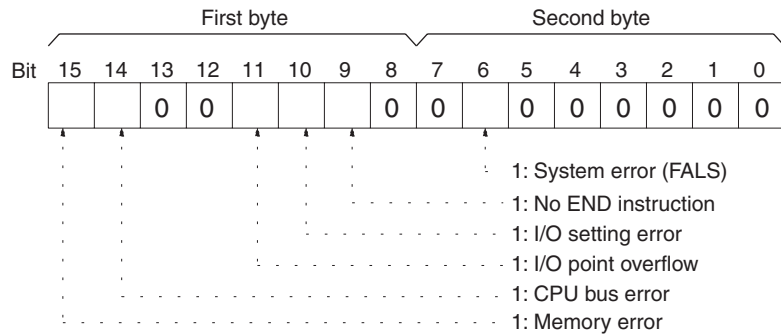 First byte Second byte
Bit 15 14 13 12 11 10 9 8 7 6 5 4 3 2 1 0
0 0 0 0 0 0 0 0 0 0
1: System error (FALS)
1: No END instruction
1: I/O setting error
1: I/O point overflow
1: CPU bus error
1: Memory error